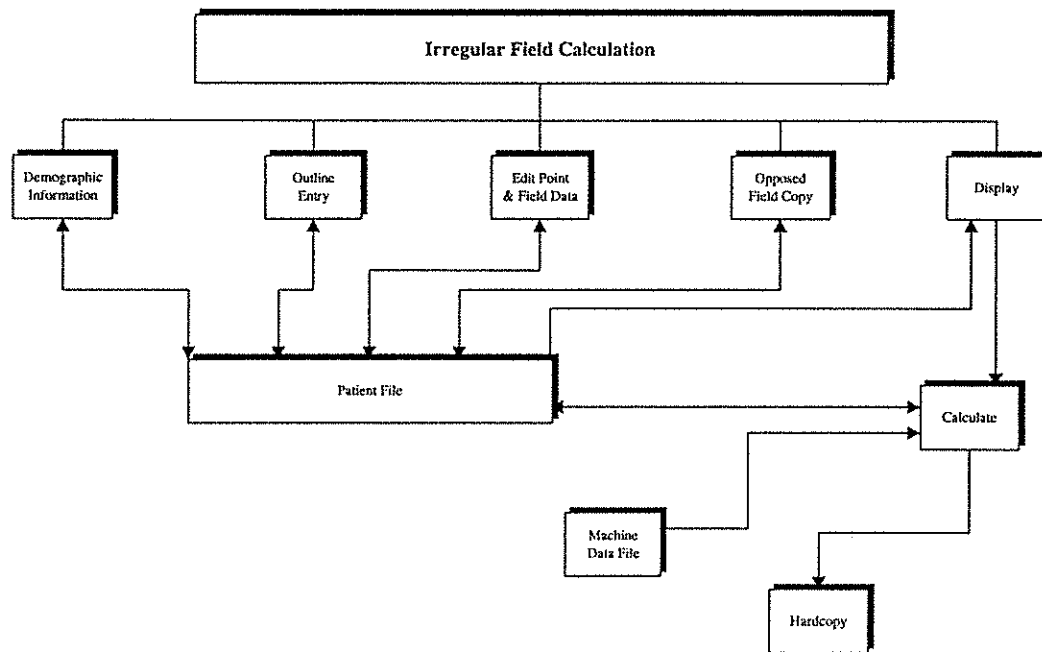 Irregular Field Calculation
Demographic
Information
Outline
Entry
Edit Point
& Field Data
Opposed
Field Copy
Display
Patient File
Calculate
Machine
Data File
Hardcopy